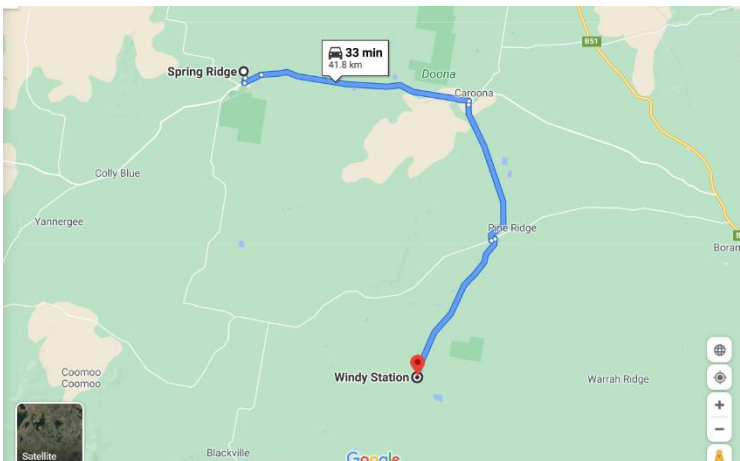 B51
33 min
41.8 km
Spring Ridge
Doona
Caroona
Colly Blue
Yannergee
Pine Ridge
B
Boram
Windy Station
Warrah Ridge
Coomoo
Coomoo
Satellite
Blackville
Google